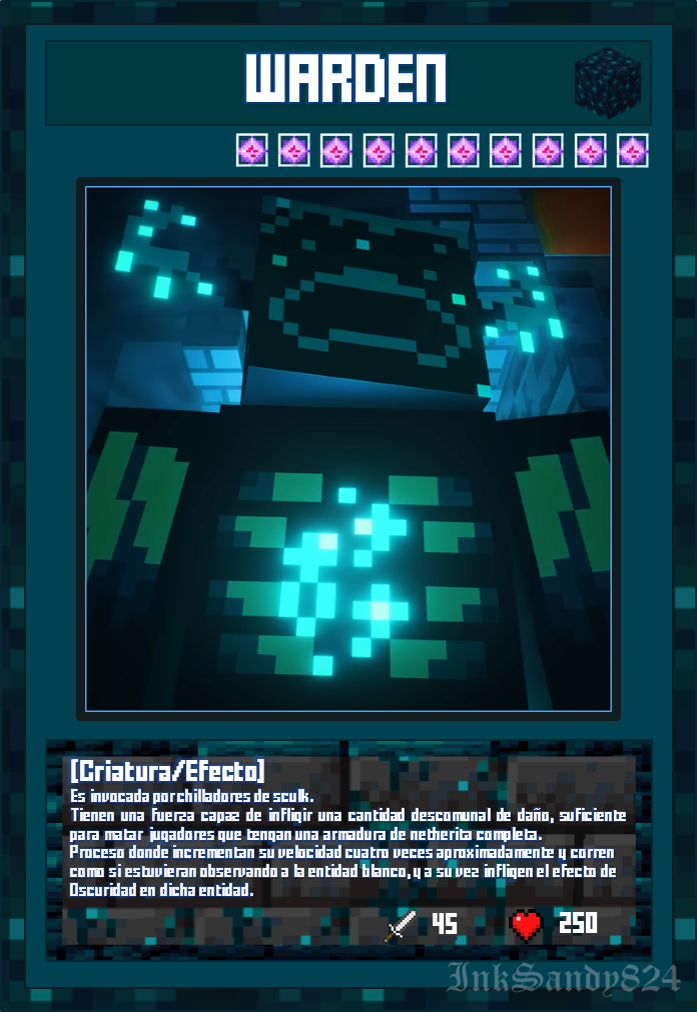 WARDEN
[Criatura/Efecto]
Es invocada por chilladores de sculk.
Tienen una fuerza capaz de infligir una cantidad descomunal de daño, suficiente
para matar jugadores que tengan una armadura de netherita completa.
Proceso donde incrementan su velocidad cuatro veces aproximadamente y corren
como si estuvieran observando a la entidad blanco, y a su vez infligen el efecto de
Oscuridad en dicha entidad.
45 250
InkSandy824